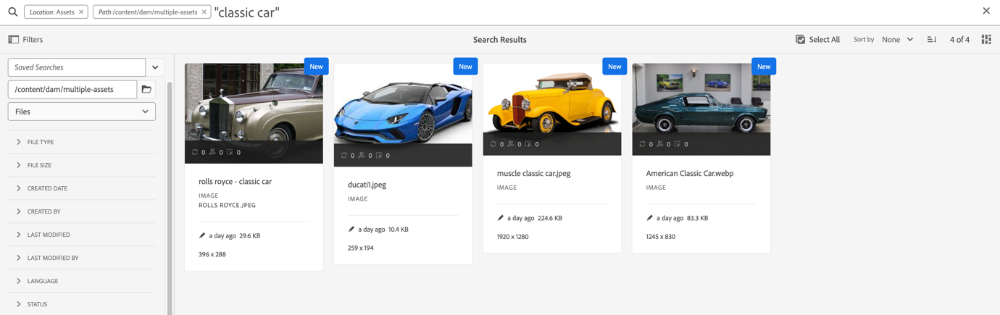 Location: Assets × Path:/content/dam/multiple-assets × "classic car" ×
Filters
Search Results
Select All Sort by None 4 of 4
Saved Searches
/content/dam/multiple-assets
Files
FILE TYPE
FILE SIZE
CREATED DATE
CREATED BY
LAST MODIFIED
LAST MODIFIED BY
LANGUAGE
STATUS
New
0 0 0
rolls royce - classic car
IMAGE
ROLLS ROYCE.JPEG
a day ago 29.6 KB
396 x 288
New
0 0 0
ducati1.jpeg
IMAGE
a day ago 10.4 KB
259 x 194
New
0 0 0
muscle classic car.jpeg
IMAGE
a day ago 224.6 KB
1920 x 1280
New
0 0 0
American Classic Car.webp
IMAGE
a day ago 83.3 KB
1245 x 830